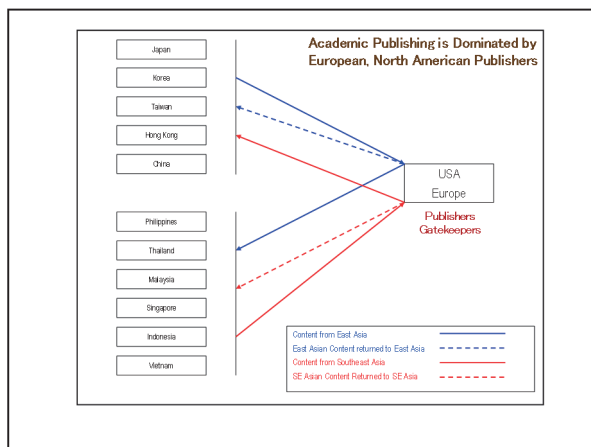 Academic Publishing is Dominated by
European, North American Publishers
Japan
Korea
Taiwan
Hong Kong
China
USA
Europe
Publishers
Gatekeepers
Philippines
Thailand
Malaysia
Singapore
Indonesia
Vietnam
Content from East Asia
East Asian Content returned to East Asia
Content from Southeast Asia
SE Asian Content Returned to SE Asia